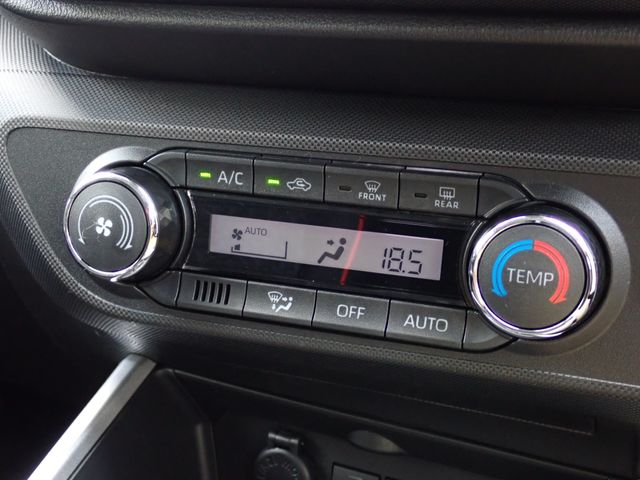 A/C
FRONT
REAR
AUTO
18.5
TEMP
OFF
AUTO